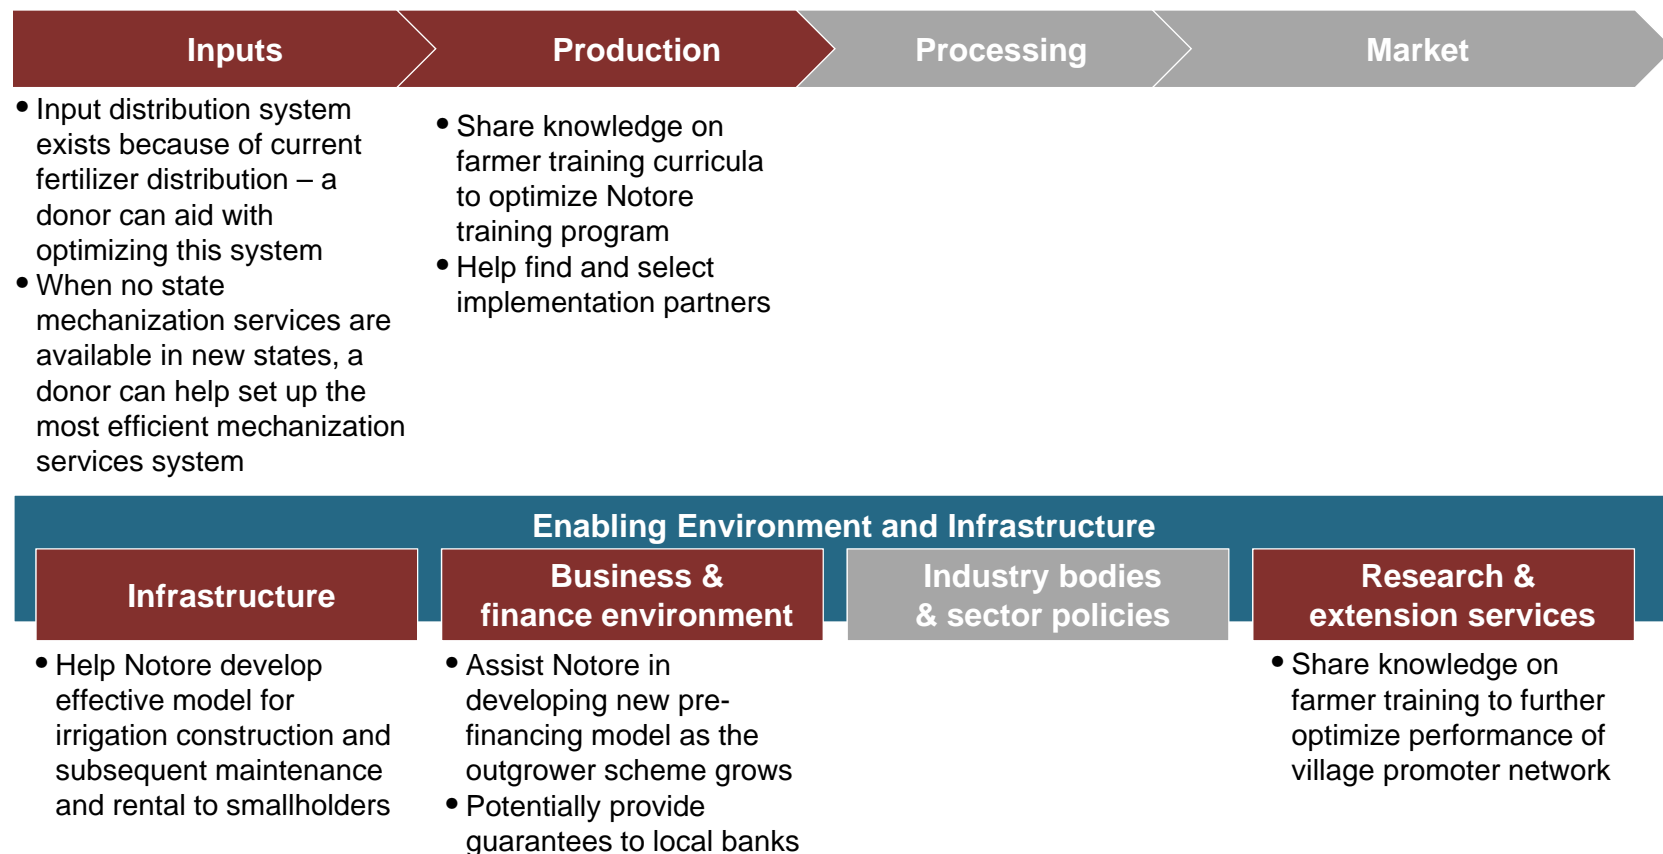 Inputs
Production
Processing
Market
• Input distribution system
exists because of current
fertilizer distribution – a
donor can aid with
optimizing this system
• When no state
mechanization services are
available in new states, a
donor can help set up the
most efficient mechanization
services system
• Share knowledge on
farmer training curricula
to optimize Notore
training program
• Help find and select
implementation partners
Enabling Environment and Infrastructure
Infrastructure
Business &
finance environment
Industry bodies
& sector policies
Research &
extension services
• Help Notore develop
effective model for
irrigation construction and
subsequent maintenance
and rental to smallholders
• Assist Notore in
developing new pre-
financing model as the
outgrower scheme grows
• Potentially provide
guarantees to local banks
• Share knowledge on
farmer training to further
optimize performance of
village promoter network